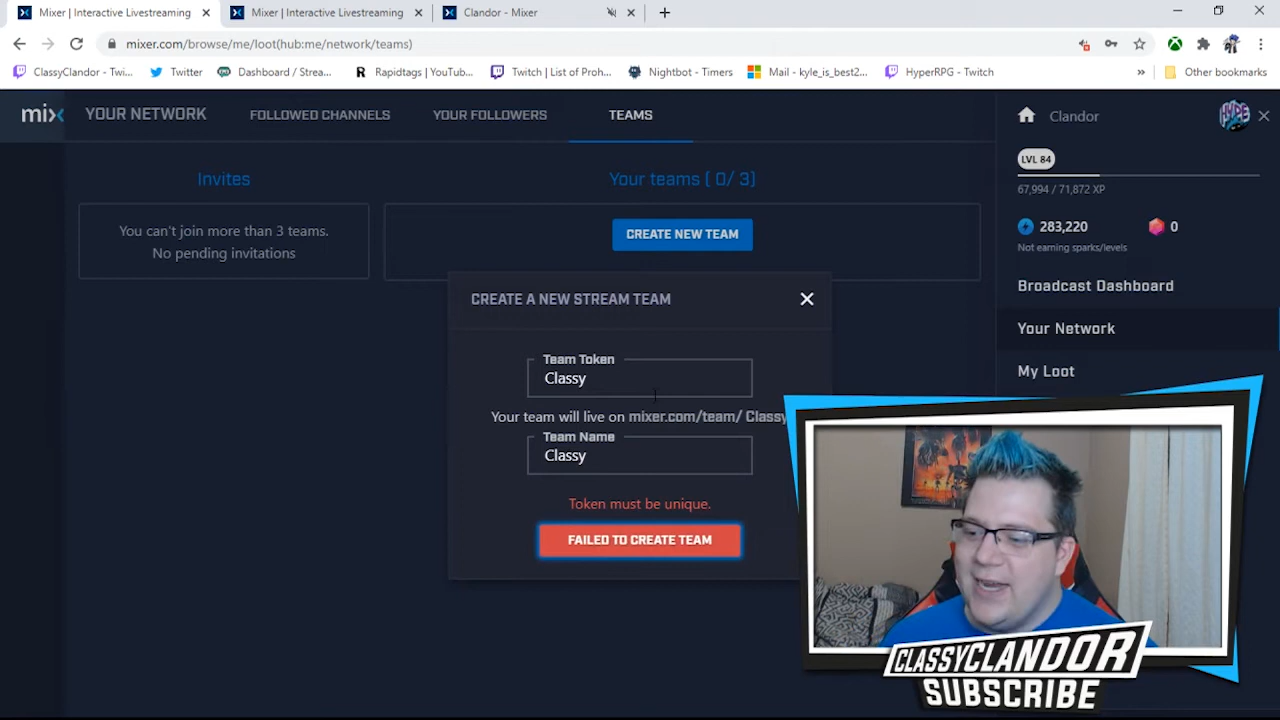 Mixer | Interactive Livestreaming
Mixer | Interactive Livestreaming
Clandor - Mixer
mixer.com/browse/me/loot(hub:me/network/teams)
ClassyClandor - Twi...
Twitter
Dashboard / Strea...
Rapidtags | YouTub...
Twitch | List of Proh...
Nightbot - Timers
Mail - kyle_is_best2...
HyperRPG - Twitch
»
Other bookmarks
mix
YOUR NETWORK
FOLLOWED CHANNELS
YOUR FOLLOWERS
TEAMS
Clandor
LVL 84
67,994 / 71,872 XP
283,220
0
Not earning sparks/levels
Broadcast Dashboard
Your Network
My Loot
Invites
You can't join more than 3 teams.
No pending invitations
Your teams ( 0/ 3)
CREATE NEW TEAM
CREATE A NEW STREAM TEAM
Team Token
Classy
Your team will live on mixer.com/team/ Classy
Team Name
Classy
Token must be unique.
FAILED TO CREATE TEAM
CLASSYCLANDOR
SUBSCRIBE